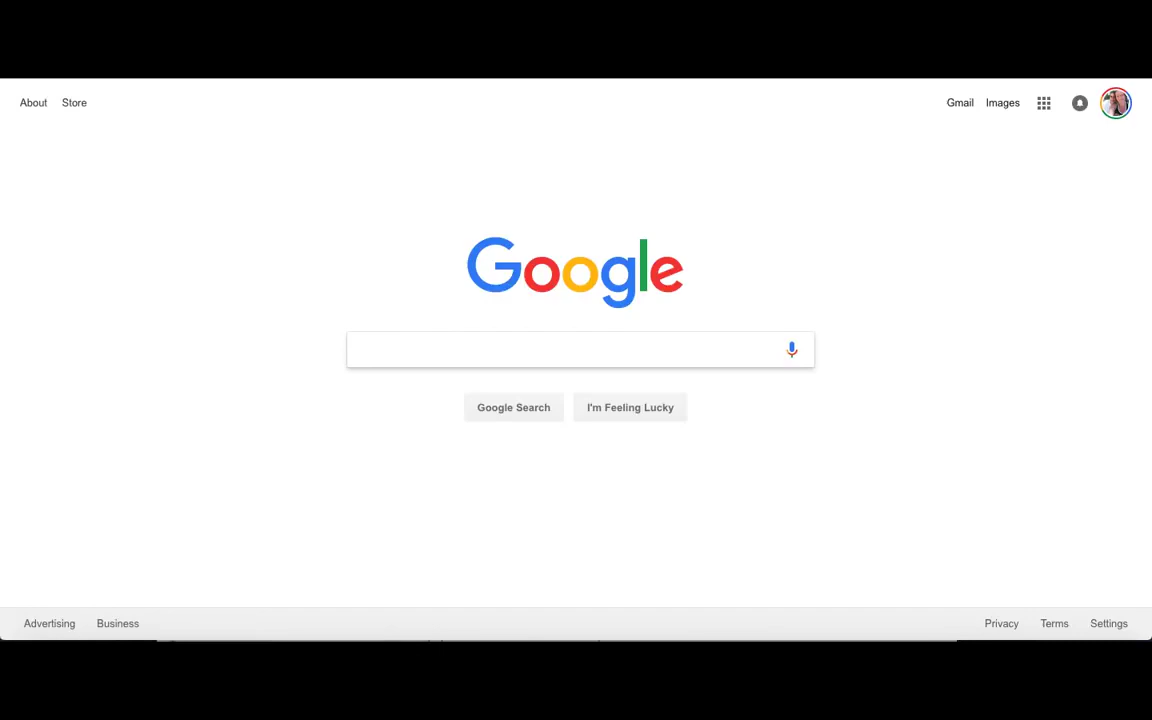 About Store
Gmail Images
Google
Google Search I'm Feeling Lucky
Advertising Business
Privacy Terms Settings